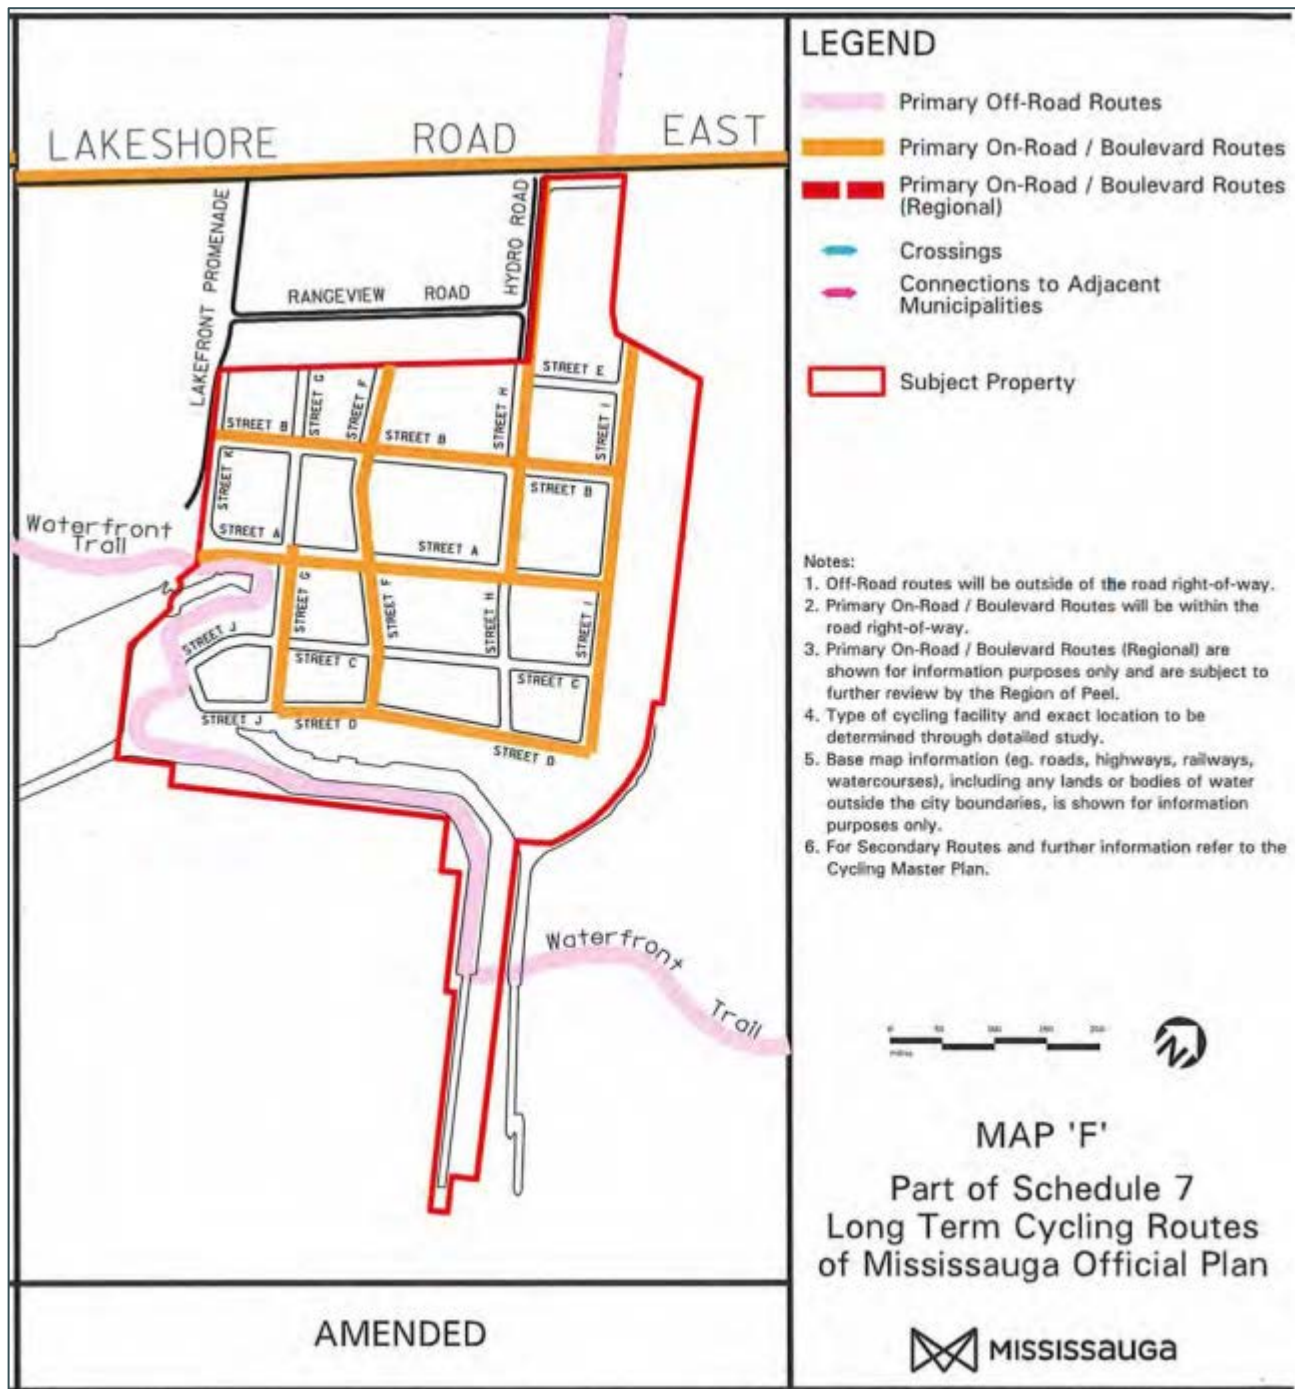 LAKESHORE ROAD EAST
LAKEFRONT PROMENADE
HYDRO ROAD
RANGEVIEW ROAD
STREET E
STREET G
STREET F
STREET H
STREET I
STREET B
STREET B
STREET B
STREET K
STREET A
STREET A
Waterfront
Trail
STREET G
STREET F
STREET H
STREET I
STREET J
STREET C
STREET C
STREET J
STREET D
STREET D
Waterfront
Trail
AMENDED
LEGEND
Primary Off-Road Routes
Primary On-Road / Boulevard Routes
Primary On-Road / Boulevard Routes
(Regional)
Crossings
Connections to Adjacent
Municipalities
Subject Property
Notes:
1. Off-Road routes will be outside of the road right-of-way.
2. Primary On-Road / Boulevard Routes will be within the
road right-of-way.
3. Primary On-Road / Boulevard Routes (Regional) are
shown for information purposes only and are subject to
further review by the Region of Peel.
4. Type of cycling facility and exact location to be
determined through detailed study.
5. Base map information (eg. roads, highways, railways,
watercourses), including any lands or bodies of water
outside the city boundaries, is shown for information
purposes only.
6. For Secondary Routes and further information refer to the
Cycling Master Plan.
N
MAP 'F'
Part of Schedule 7
Long Term Cycling Routes
of Mississauga Official Plan
MISSISSAUGA